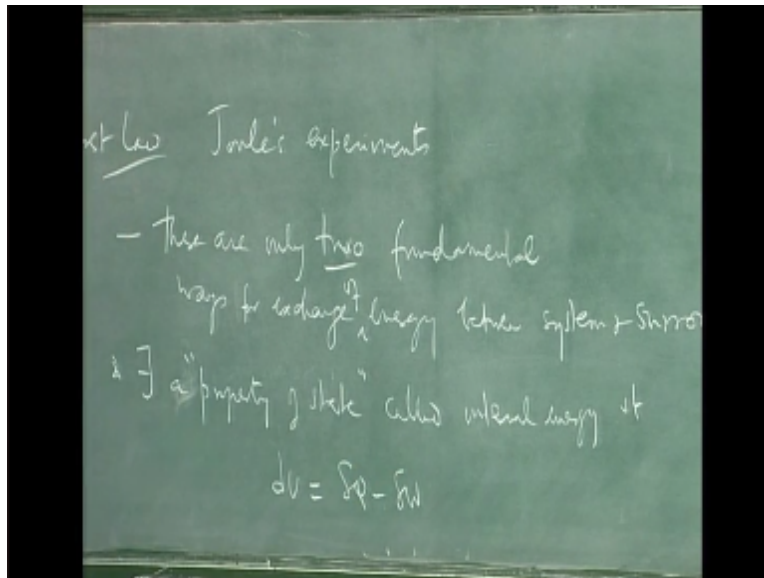 st Law Joule's experiments
- There are only two fundamental
ways for exchange of energy between system & Surro
& ∃ a "property of state" called internal energy st
dU = δQ - δW